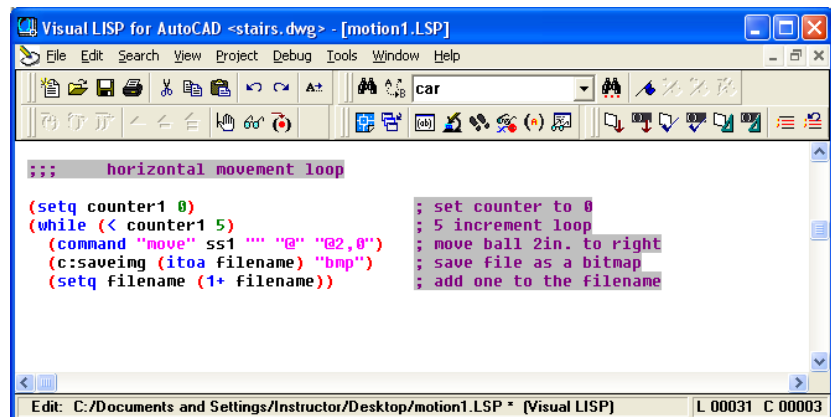 Visual LISP for AutoCAD <stairs.dwg> - [motion1.LSP]
File Edit Search View Project Debug Tools Window Help
car
;;; horizontal movement loop
(setq counter1 0) ; set counter to 0
(while (< counter1 5) ; 5 increment loop
(command "move" ss1 "" "@" "@2,0") ; move ball 2in. to right
(c:saveimg (itoa filename) "bmp") ; save file as a bitmap
(setq filename (1+ filename)) ; add one to the filename
Edit: C:/Documents and Settings/Instructor/Desktop/motion1.LSP * (Visual LISP) L 00031 C 00003